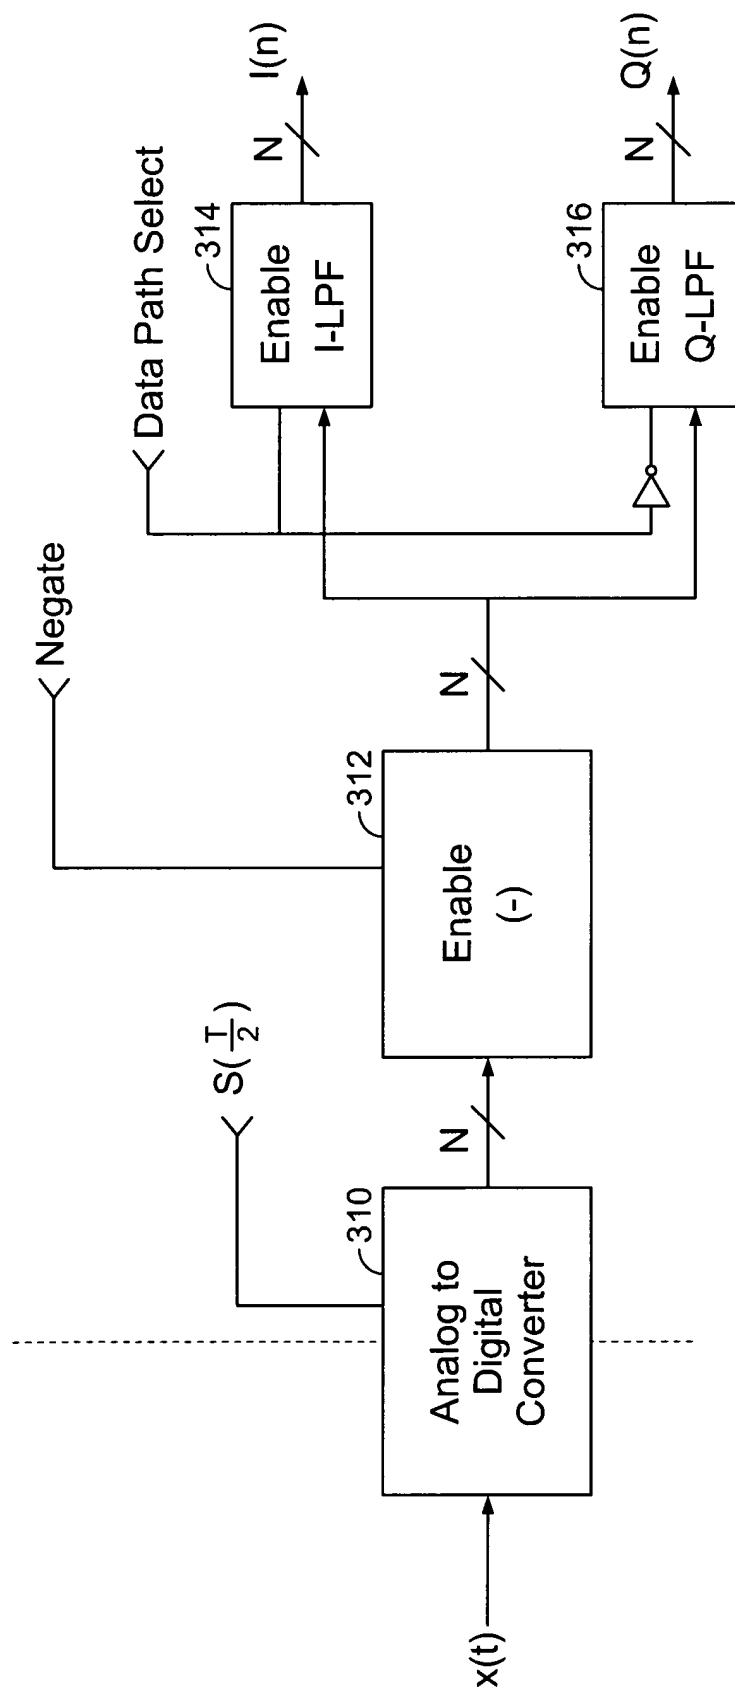 x(t)
Analog to
Digital
Converter
310
S(T/2)
N
Enable
(-)
312
Negate
N
Data Path Select
Enable
I-LPF
314
N
I(n)
Enable
Q-LPF
316
N
Q(n)